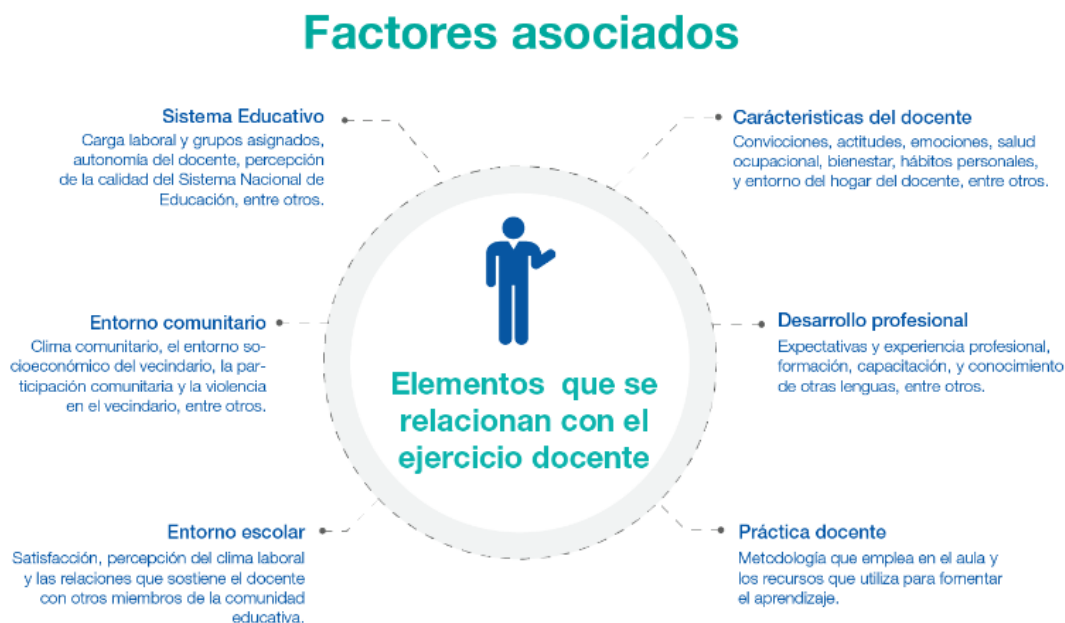 Factores asociados
Sistema Educativo
Carga laboral y grupos asignados,
autonomía del docente, percepción
de la calidad del Sistema Nacional de
Educación, entre otros.
Carácteristicas del docente
Convicciones, actitudes, emociones, salud
ocupacional, bienestar, hábitos personales,
y entorno del hogar del docente, entre otros.
Entorno comunitario
Clima comunitario, el entorno so-
cioeconómico del vecindario, la par-
ticipación comunitaria y la violencia
en el vecindario, entre otros.
Elementos que se
relacionan con el
ejercicio docente
Desarrollo profesional
Expectativas y experiencia profesional,
formación, capacitación, y conocimiento
de otras lenguas, entre otros.
Entorno escolar
Satisfacción, percepción del clima laboral
y las relaciones que sostiene el docente
con otros miembros de la comunidad
educativa.
Práctica docente
Metodología que emplea en el aula y
los recursos que utiliza para fomentar
el aprendizaje.